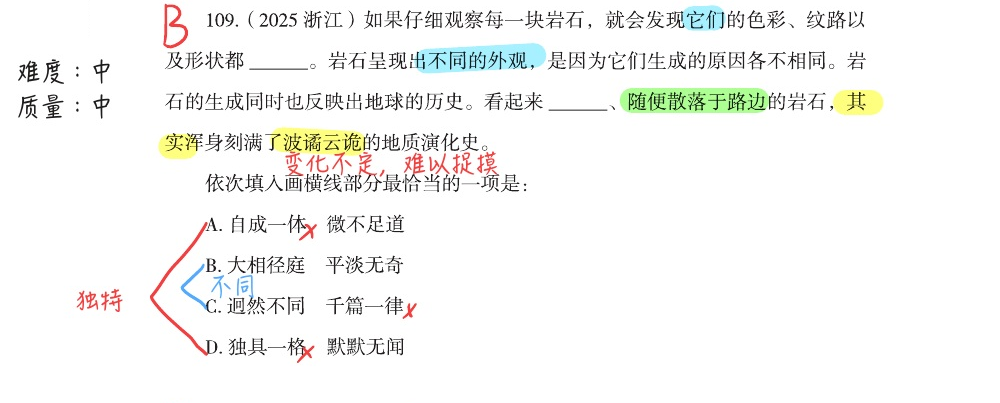 B
109.（2025 浙江）如果仔细观察每一块岩石，就会发现它们的色彩、纹路以
及形状都 ______。岩石呈现出不同的外观，是因为它们生成的原因各不相同。岩
难度：中
质量：中
石的生成同时也反映出地球的历史。看起来 ______、随便散落于路边的岩石，其
实浑身刻满了波谲云诡的地质演化史。
变化不定，难以捉摸
依次填入画横线部分最恰当的一项是：
A. 自成一体× 微不足道
B. 大相径庭 平淡无奇
不同
独特
C. 迥然不同 千篇一律×
D. 独具一格× 默默无闻